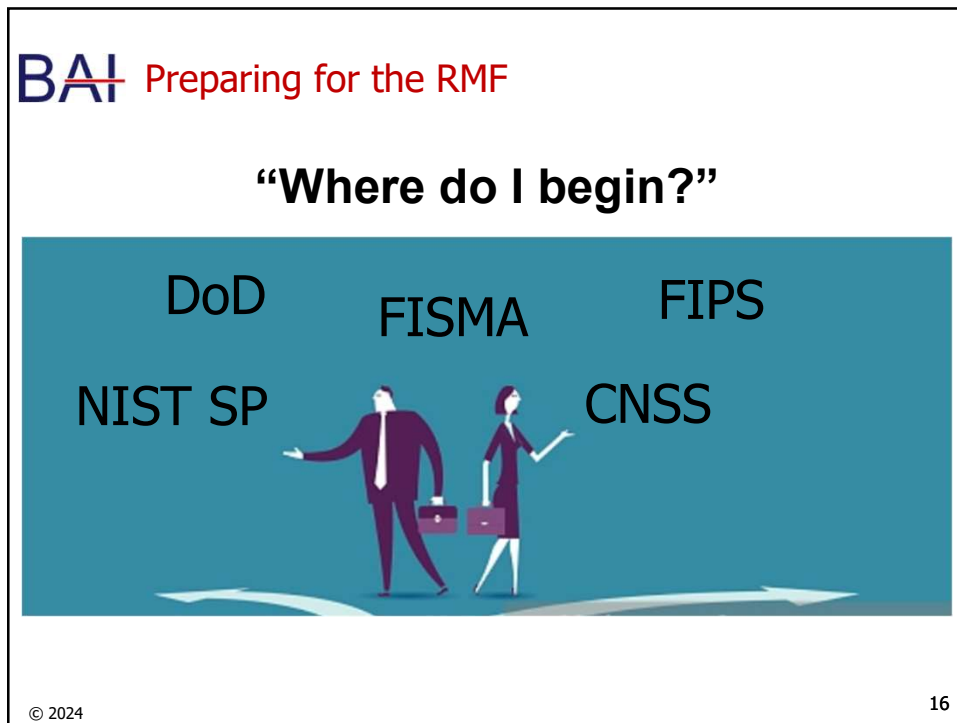 BAI Preparing for the RMF
“Where do I begin?”
DoD
FISMA
FIPS
NIST SP
CNSS
© 2024
16